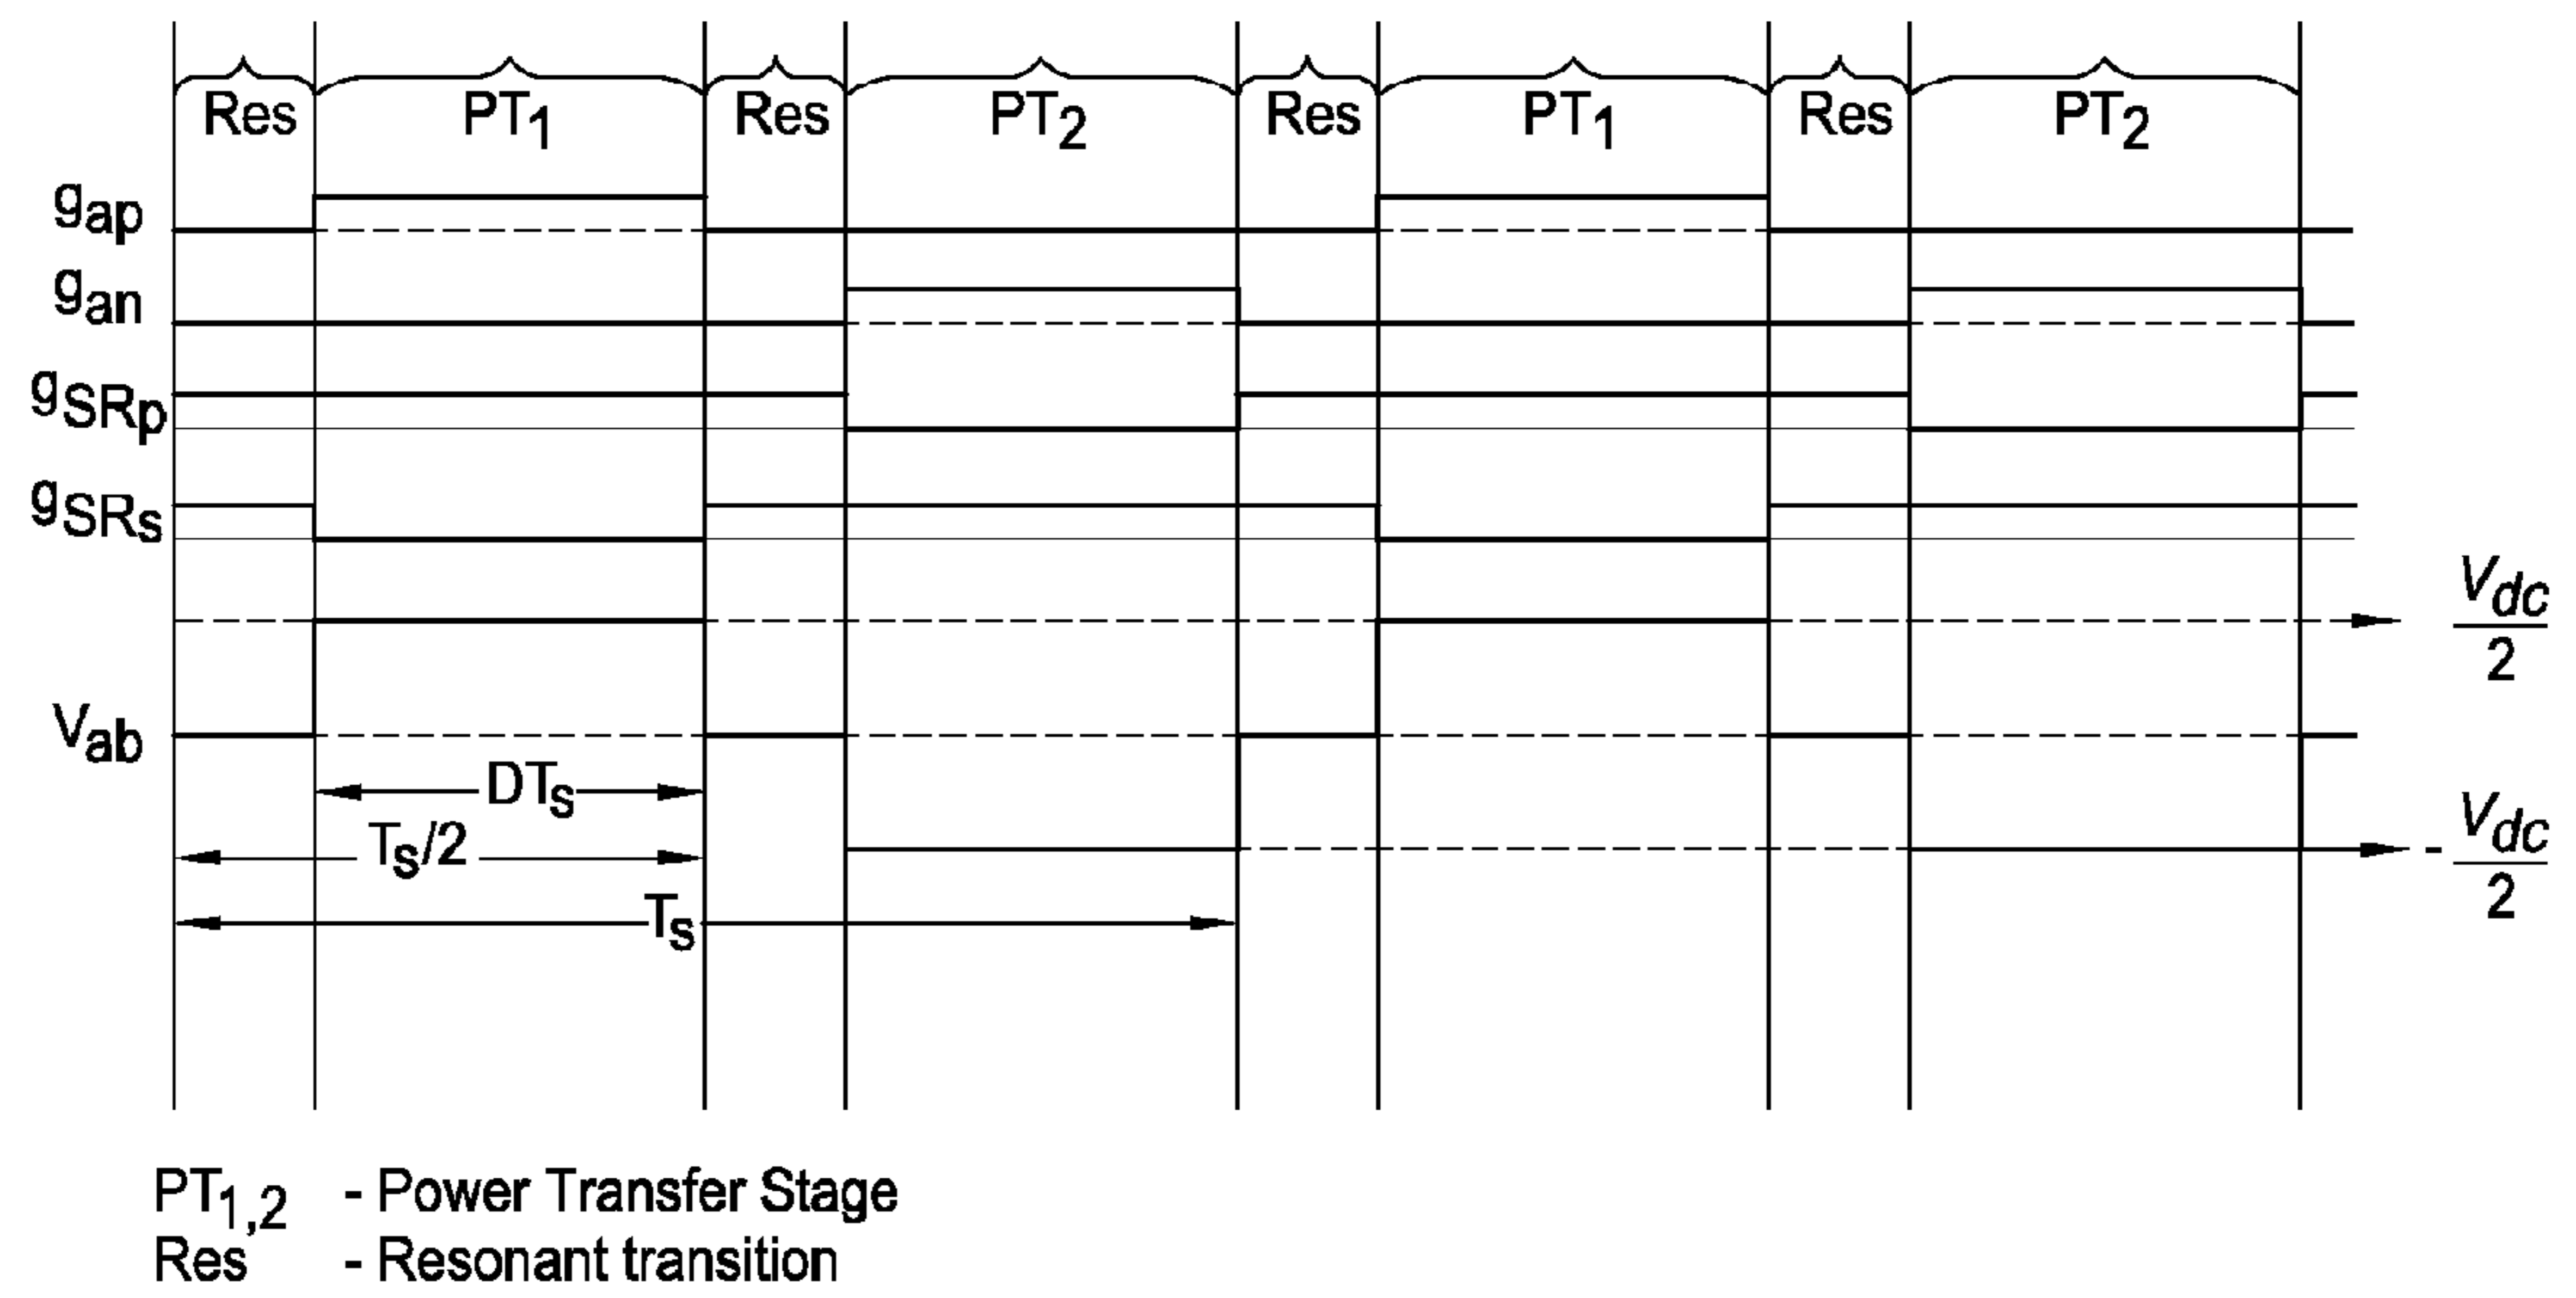 Res PT1 Res PT2 Res PT1 Res PT2
gap
gan
gSRp
gSRs
Vdc
2
Vab
DTs
Ts/2
- Vdc
2
Ts
PT1,2 - Power Transfer Stage
Res - Resonant transition